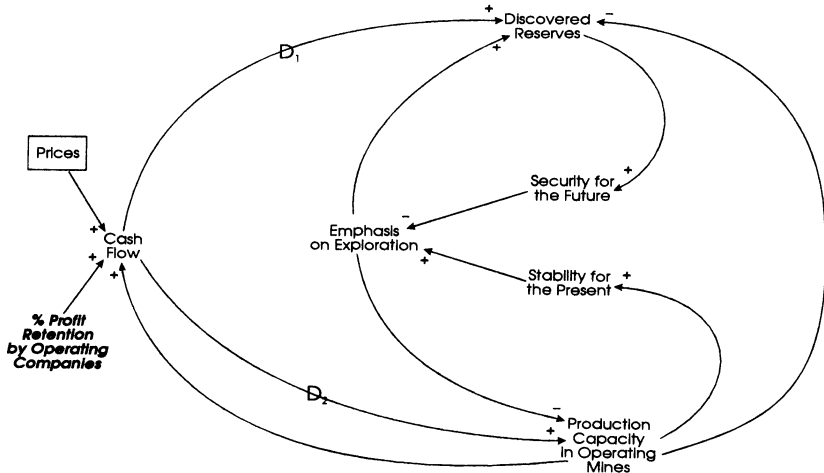 +
−
Discovered
Reserves
+
D₁
Prices
+
Security for
the Future
−
+
Cash
Flow
+
+
Emphasis
on Exploration
+
Stability for
the Present
+
% Profit
Retention
by Operating
Companies
D₂
−
+
Production
Capacity
in Operating
Mines